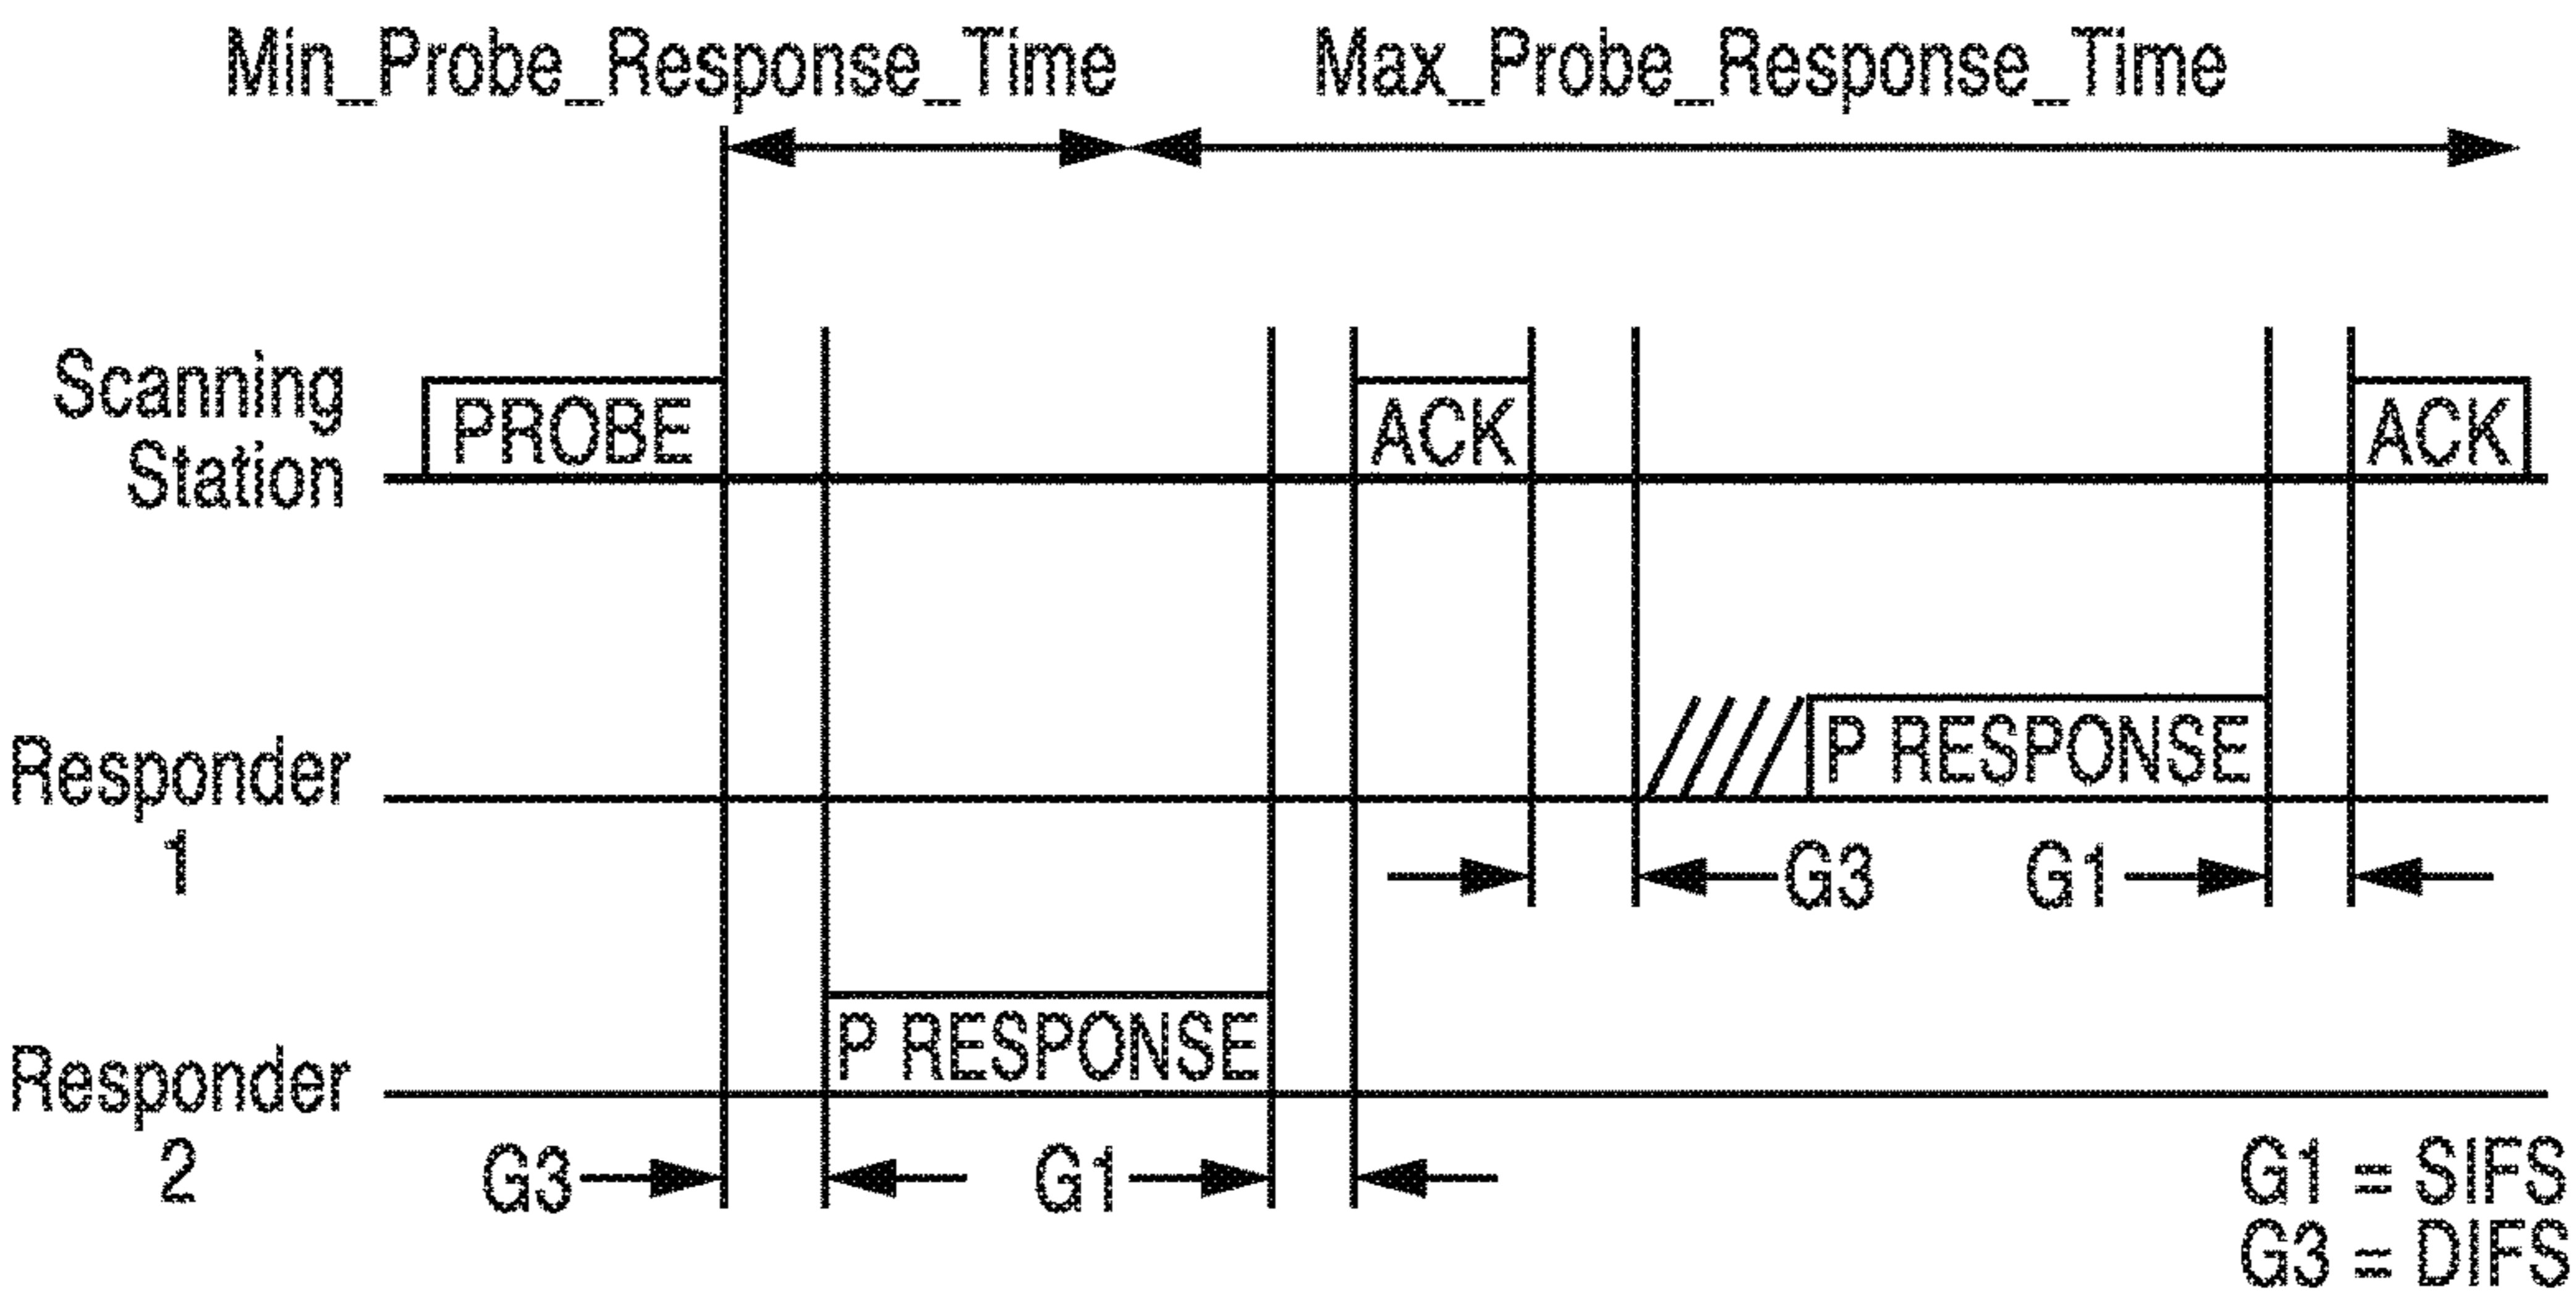 Min_Probe_Response_Time
Max_Probe_Response_Time
Scanning
Station
PROBE
ACK
ACK
Responder
1
P RESPONSE
G3
G1
Responder
2
P RESPONSE
G3
G1
G1 = SIFS
G3 = DIFS